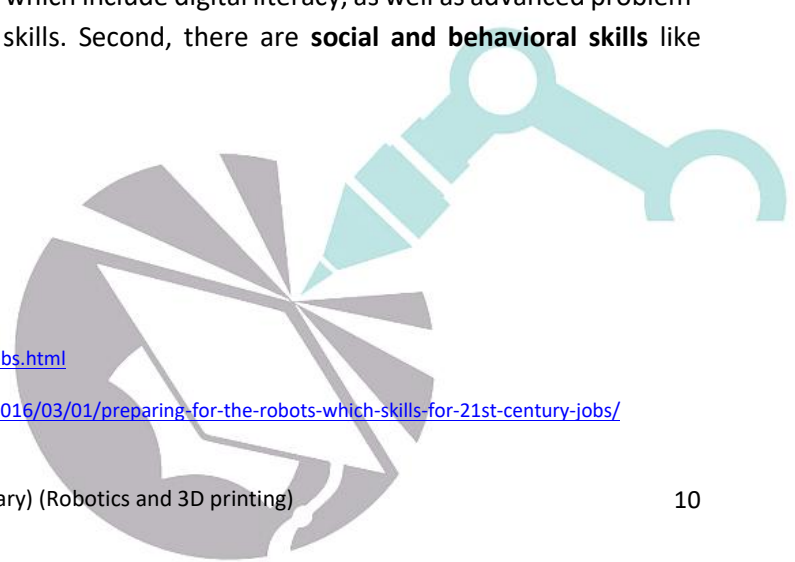 which include digital literacy, as well as advanced problem
skills. Second, there are social and behavioral skills like
bs.html
016/03/01/preparing-for-the-robots-which-skills-for-21st-century-jobs/
ary) (Robotics and 3D printing)
10